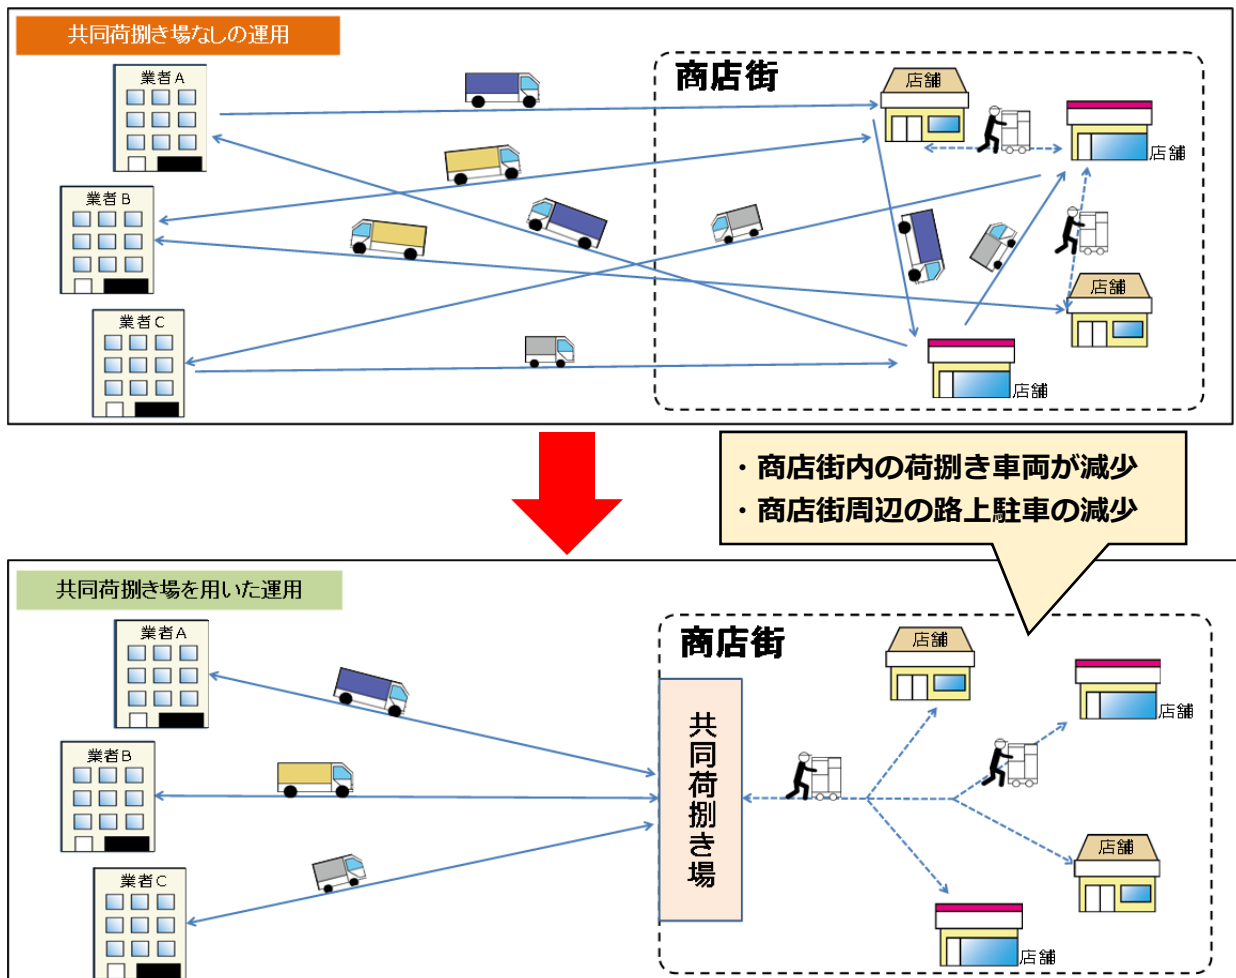 共同荷捌き場なしの運用
商店街
業者A
店舗
店舗
業者B
店舗
業者C
店舗
・商店街内の荷捌き車両が減少
・商店街周辺の路上駐車の減少
共同荷捌き場を用いた運用
商店街
業者A
店舗
店舗
共同荷捌き場
業者B
店舗
業者C
店舗